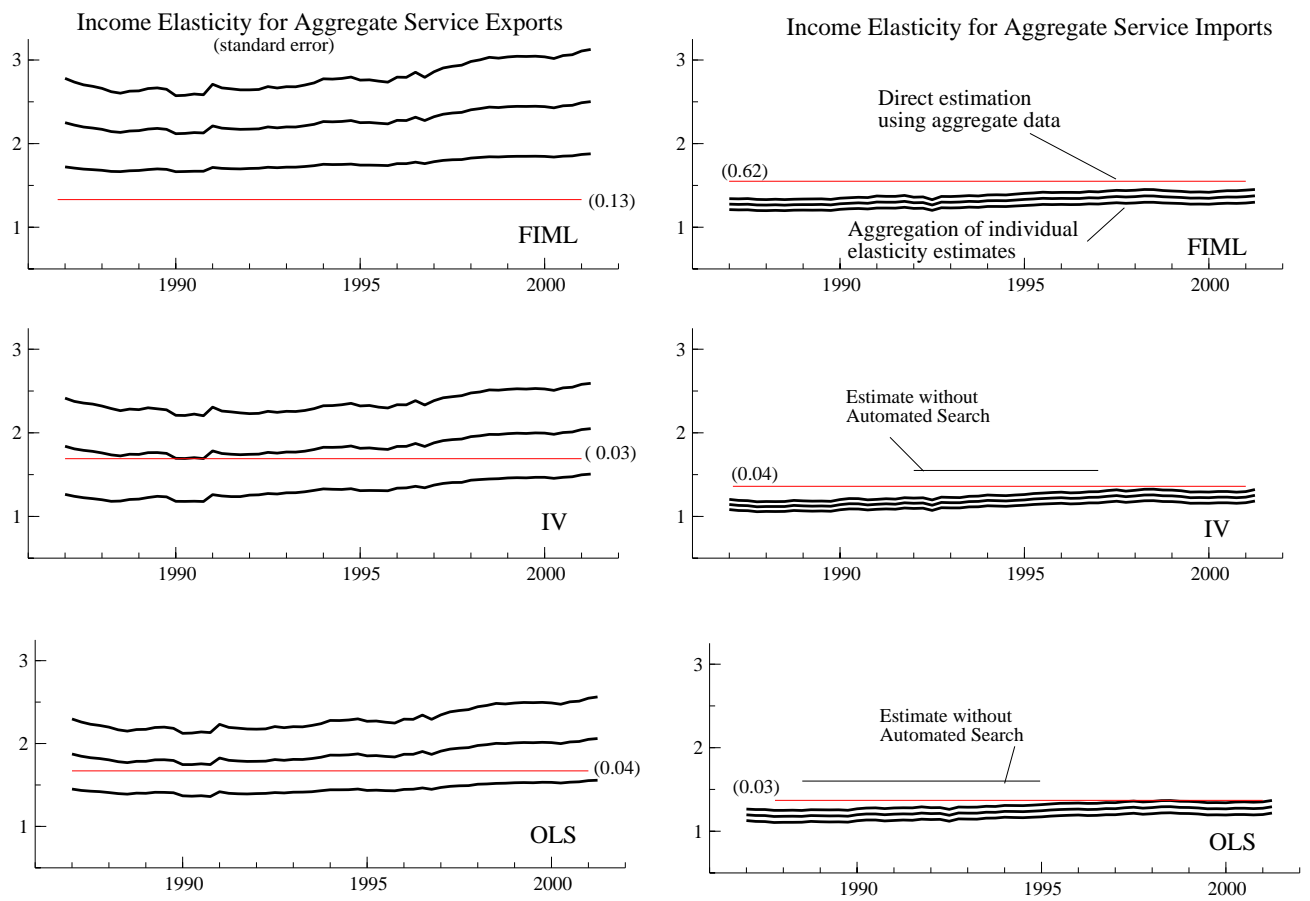 Income Elasticity for Aggregate Service Exports
(standard error)
3
2
1
(0.13)
FIML
1990 1995 2000
Income Elasticity for Aggregate Service Imports
3
2
1
Direct estimation
using aggregate data
(0.62)
Aggregation of individual
elasticity estimates
FIML
1990 1995 2000
3
2
1
( 0.03)
IV
1990 1995 2000
3
2
1
Estimate without
Automated Search
(0.04)
IV
1990 1995 2000
3
2
1
(0.04)
OLS
1990 1995 2000
3
2
1
Estimate without
Automated Search
(0.03)
OLS
1990 1995 2000